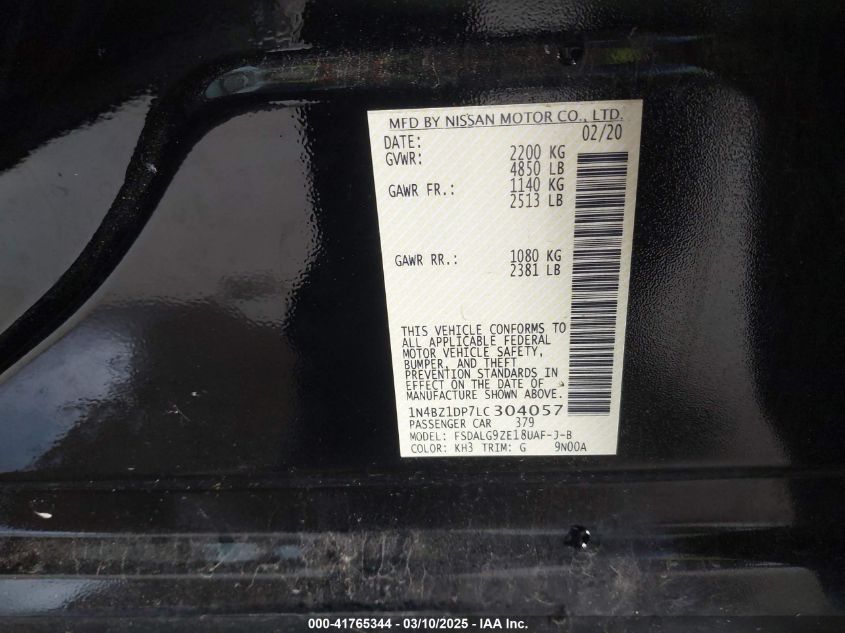 MFD BY NISSAN MOTOR CO., LTD.
DATE: 02/20
GVWR: 2200 KG
4850 LB
GAWR FR.: 1140 KG
2513 LB
GAWR RR.: 1080 KG
2381 LB
THIS VEHICLE CONFORMS TO
ALL APPLICABLE FEDERAL
MOTOR VEHICLE SAFETY,
BUMPER, AND THEFT
PREVENTION STANDARDS IN
EFFECT ON THE DATE OF
MANUFACTURE SHOWN ABOVE.
1N4BZ1DP7LC304057
PASSENGER CAR 379
MODEL: FSDALG9ZE18UAF-J-B
COLOR: KH3 TRIM: G 9N00A
000-41765344 - 03/10/2025 - IAA Inc.